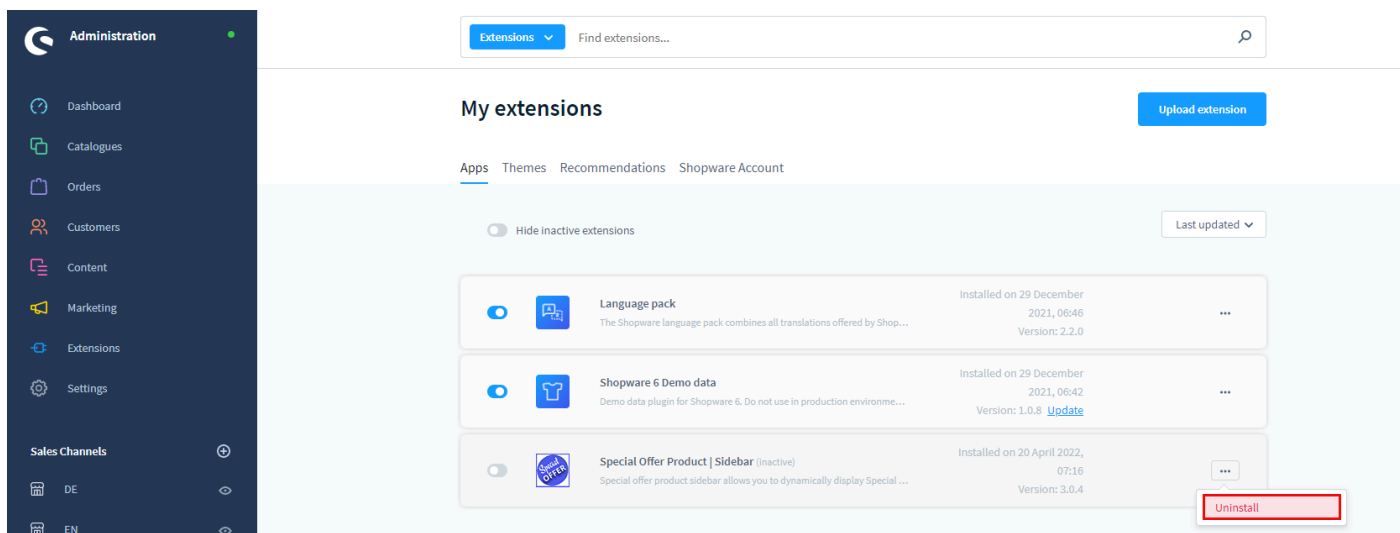 Administration
Dashboard
Catalogues
Orders
Customers
Content
Marketing
Extensions
Settings
Sales Channels
DE
EN
Extensions
Find extensions...
My extensions
Upload extension
Apps Themes Recommendations Shopware Account
Hide inactive extensions
Last updated
Language pack
The Shopware language pack combines all translations offered by Shop...
Installed on 29 December
2021, 06:46
Version: 2.2.0
Shopware 6 Demo data
Demo data plugin for Shopware 6. Do not use in production environme...
Installed on 29 December
2021, 06:42
Version: 1.0.8 Update
Special OFFER
Special Offer Product | Sidebar (inactive)
Special offer product sidebar allows you to dynamically display Special ...
Installed on 20 April 2022,
07:16
Version: 3.0.4
Uninstall